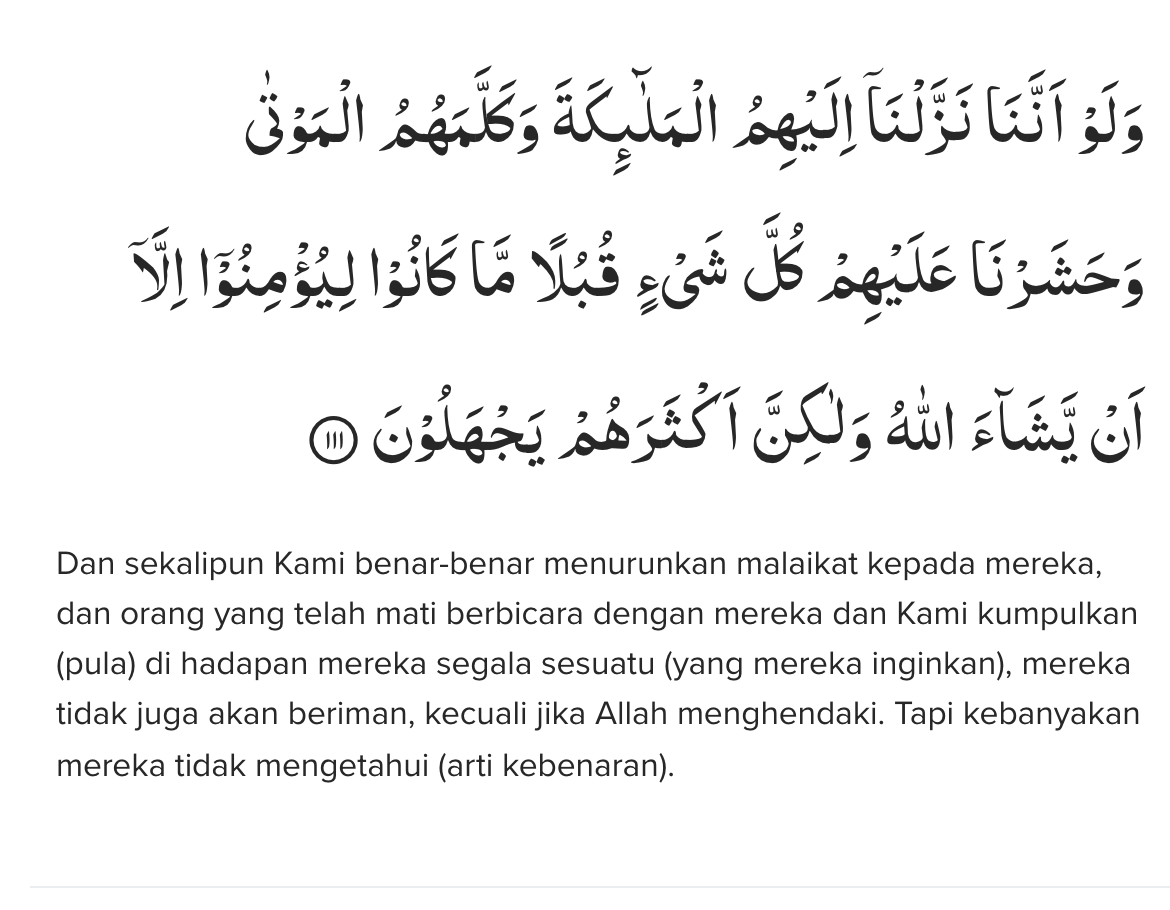 وَلَوْ اَنَّنَا نَزَّلْنَآ اِلَيْهِمُ الْمَلٰۤىِٕكَةَ وَكَلَّمَهُمُ الْمَوْتٰى
وَحَشَرْنَا عَلَيْهِمْ كُلَّ شَيْءٍ قُبُلًا مَّا كَانُوْا لِيُؤْمِنُوْٓا اِلَّآ
اَنْ يَّشَاۤءَ اللّٰهُ وَلٰكِنَّ اَكْثَرَهُمْ يَجْهَلُوْنَ ١١١
Dan sekalipun Kami benar-benar menurunkan malaikat kepada mereka,
dan orang yang telah mati berbicara dengan mereka dan Kami kumpulkan
(pula) di hadapan mereka segala sesuatu (yang mereka inginkan), mereka
tidak juga akan beriman, kecuali jika Allah menghendaki. Tapi kebanyakan
mereka tidak mengetahui (arti kebenaran).